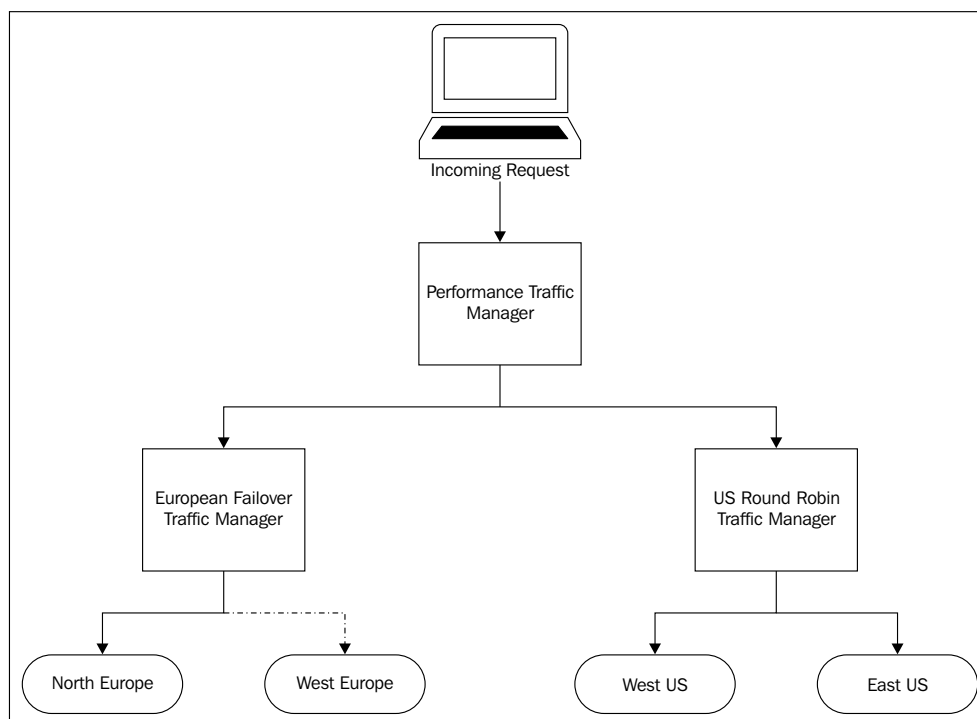 Incoming Request
Performance Traffic
Manager
European Failover
Traffic Manager
US Round Robin
Traffic Manager
North Europe
West Europe
West US
East US